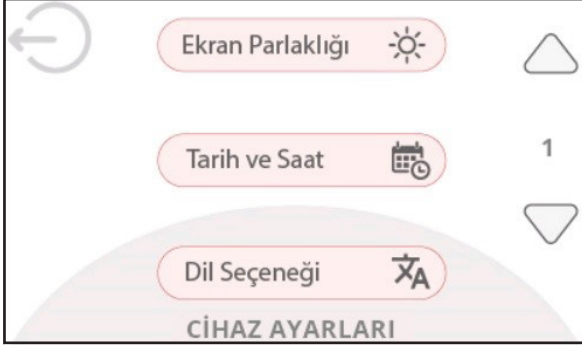 Ekran Parlaklığı
Tarih ve Saat
1
Dil Seçeneği
CİHAZ AYARLARI